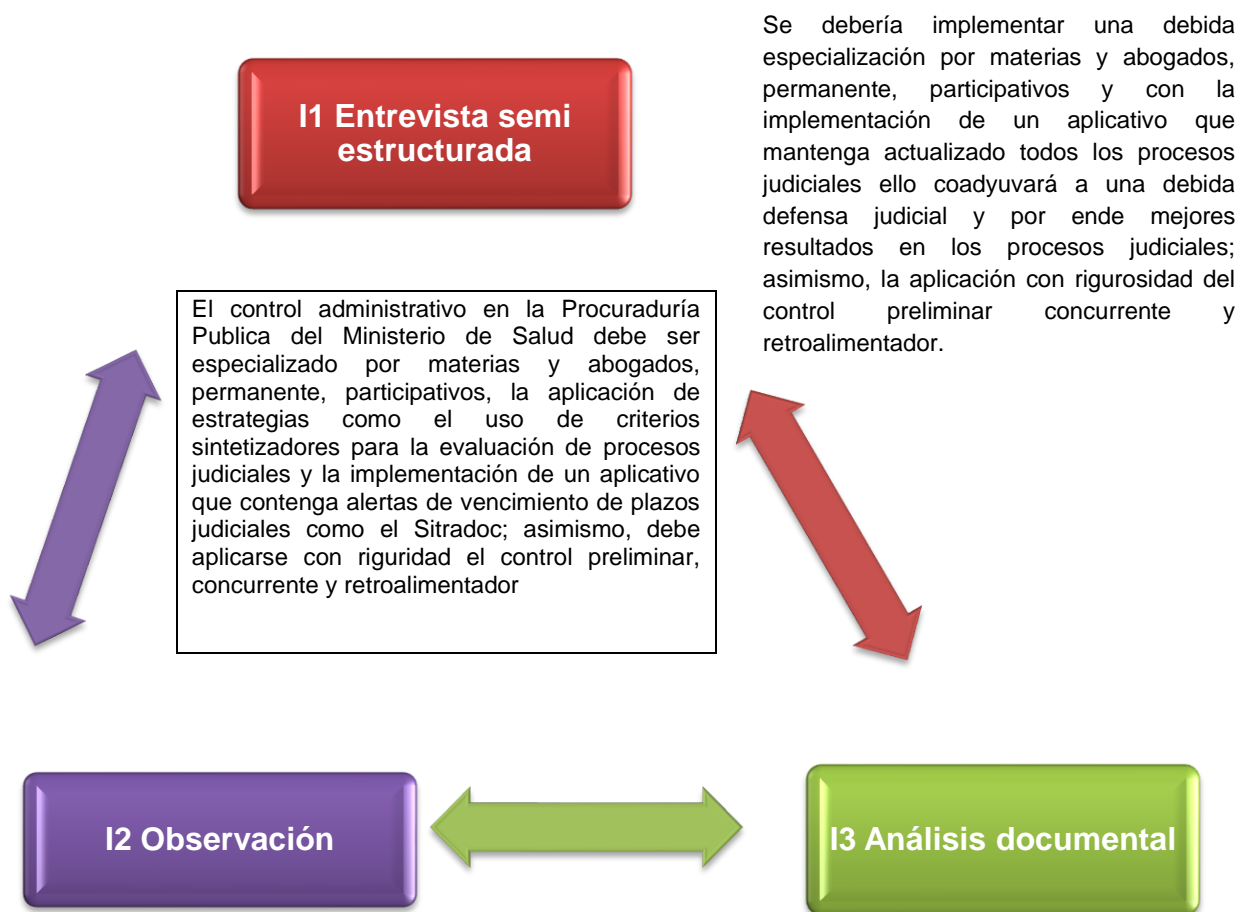 I1 Entrevista semi
estructurada
Se debería implementar una debida
especialización por materias y abogados,
permanente, participativos y con la
implementación de un aplicativo que
mantenga actualizado todos los procesos
judiciales ello coadyuvará a una debida
defensa judicial y por ende mejores
resultados en los procesos judiciales;
asimismo, la aplicación con rigurosidad del
control preliminar concurrente y
retroalimentador.
El control administrativo en la Procuraduría
Publica del Ministerio de Salud debe ser
especializado por materias y abogados,
permanente, participativos, la aplicación de
estrategias como el uso de criterios
sintetizadores para la evaluación de procesos
judiciales y la implementación de un aplicativo
que contenga alertas de vencimiento de plazos
judiciales como el Sitradoc; asimismo, debe
aplicarse con riguridad el control preliminar,
concurrente y retroalimentador
I2 Observación
I3 Análisis documental